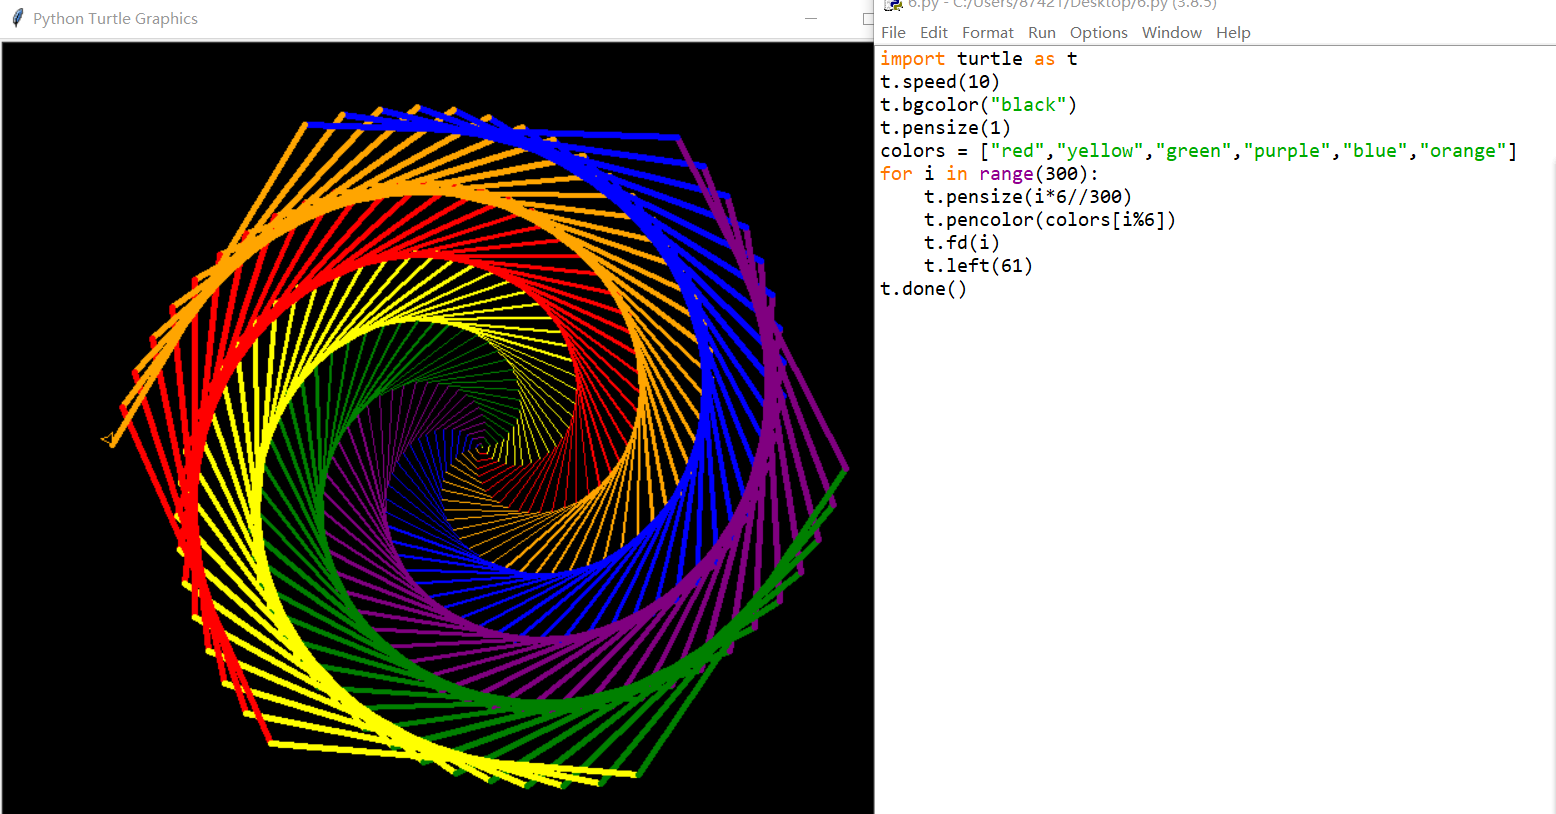 Python Turtle Graphics
6.py - C:/Users/87421/Desktop/6.py (3.8.5)
File Edit Format Run Options Window Help
import turtle as t
t.speed(10)
t.bgcolor("black")
t.pensize(1)
colors = ["red","yellow","green","purple","blue","orange"]
for i in range(300):
    t.pensize(i*6//300)
    t.pencolor(colors[i%6])
    t.fd(i)
    t.left(61)
t.done()